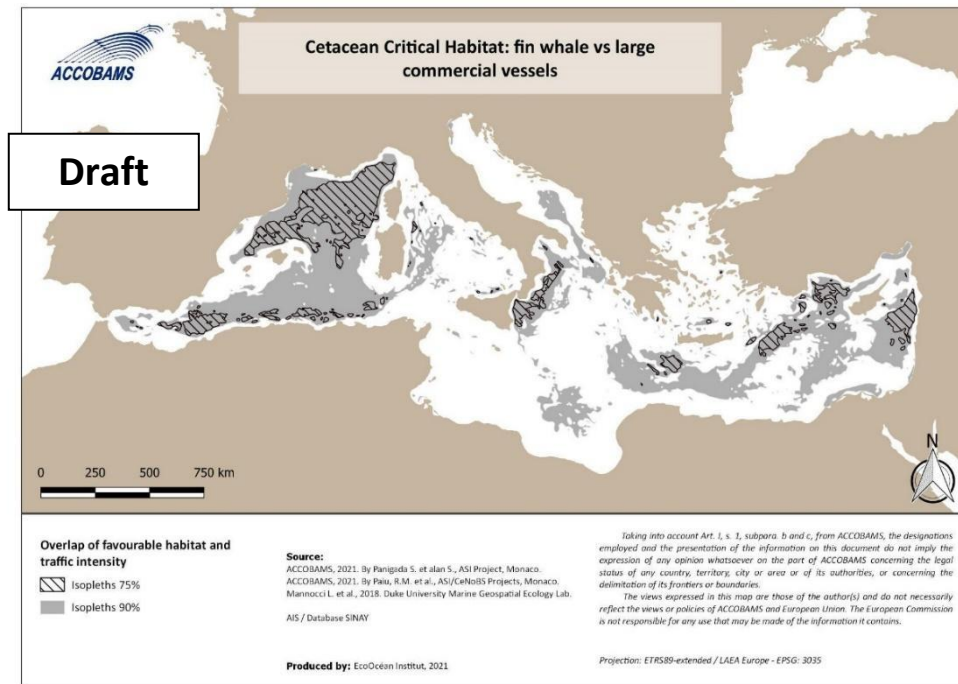 ACCOBAMS
Cetacean Critical Habitat: fin whale vs large
commercial vessels
Draft
N
0 250 500 750 km
Overlap of favourable habitat and
traffic intensity
Isopleths 75%
Isopleths 90%
Source:
ACCOBAMS, 2021. By Panigada S. et alan 5., ASI Project, Monaco.
ACCOBAMS, 2021. By Paiu, R.M. et al., ASI/CeNoBS Projects, Monaco.
Mannocci L. et al., 2018. Duke University Marine Geospatial Ecology Lab.
AIS / Database SINAY
Produced by: EcoOcéan Institut, 2021
Taking into account Art. I, s. 1, subpara. b and c, from ACCOBAMS, the designations
employed and the presentation of the information on this document do not imply the
expression of any opinion whatsoever on the part of ACCOBAMS concerning the legal
status of any country, territory, city or area or of its authorities, or concerning the
delimitation of its frontiers or boundaries.
The views expressed in this map are those of the author(s) and do not necessarily
reflect the views or policies of ACCOBAMS and European Union. The European Commission
is not responsible for any use that may be made of the information it contains.
Projection: ETRS89-extended / LAEA Europe - EPSG: 3035